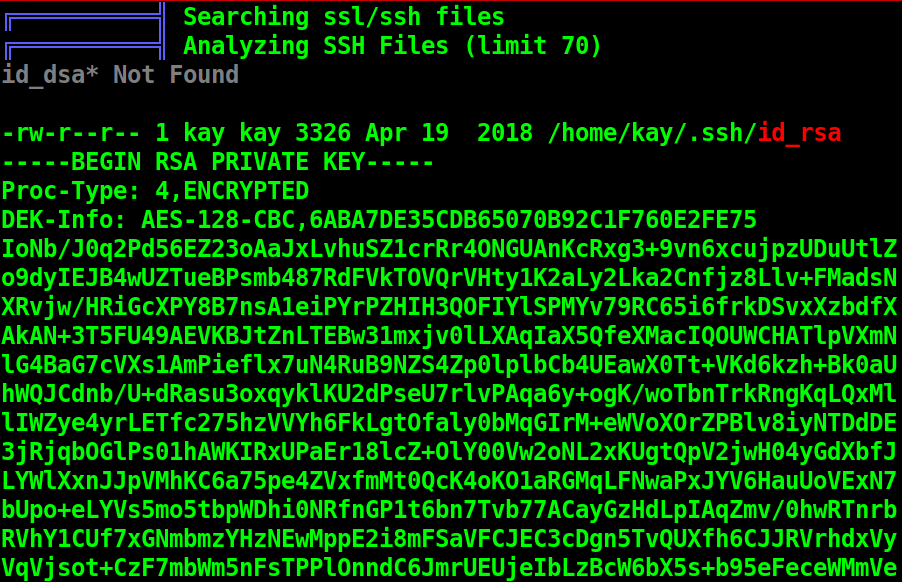 Searching ssl/ssh files
Analyzing SSH Files (limit 70)
id_dsa* Not Found
-rw-r--r-- 1 kay kay 3326 Apr 19  2018 /home/kay/.ssh/id_rsa
-----BEGIN RSA PRIVATE KEY-----
Proc-Type: 4,ENCRYPTED
DEK-Info: AES-128-CBC,6ABA7DE35CDB65070B92C1F760E2FE75
IoNb/J0q2Pd56EZ23oAaJxLvhuSZ1crRr4ONGUAnKcRxg3+9vn6xcujpzUDuUtlZ
o9dyIEJB4wUZTueBPsmb487RdFVkTOVQrVHty1K2aLy2Lka2Cnfjz8Llv+FMadsN
XRvjw/HRiGcXPY8B7nsA1eiPYrPZHIH3QOFIYlSPMYv79RC65i6frkDSvxXzbdfX
AkAN+3T5FU49AEVKBJtZnLTEBw31mxjv0lLXAqIaX5QfeXMacIQOUWCHATlpVXmN
lG4BaG7cVXs1AmPieflx7uN4RuB9NZS4Zp0lplbCb4UEawX0Tt+VKd6kzh+Bk0aU
hWQJCdnb/U+dRasu3oxqyklKU2dPseU7rlvPAqa6y+ogK/woTbnTrkRngKqLQxMl
lIWZye4yrLETfc275hzVVYh6FkLgtOfaly0bMqGIrM+eWVoXOrZPBlv8iyNTDdDE
3jRjqbOGlPs01hAWKIRxUPaEr18lcZ+OlY00Vw2oNL2xKUgtQpV2jwH04yGdXbfJ
LYWlXxnJJpVMhKC6a75pe4ZVxfmMt0QcK4oKO1aRGMqLFNwaPxJYV6HauUoVExN7
bUpo+eLYVs5mo5tbpWDhi0NRfnGP1t6bn7Tvb77ACayGzHdLpIAqZmv/0hwRTnrb
RVhY1CUf7xGNmbmzYHzNEwMppE2i8mFSaVFCJEC3cDgn5TvQUXfh6CJJRVrhdxVy
VqVjsot+CzF7mbWm5nFsTPPlOnndC6JmrUEUjeIbLzBcW6bX5s+b95eFeceWMmVe